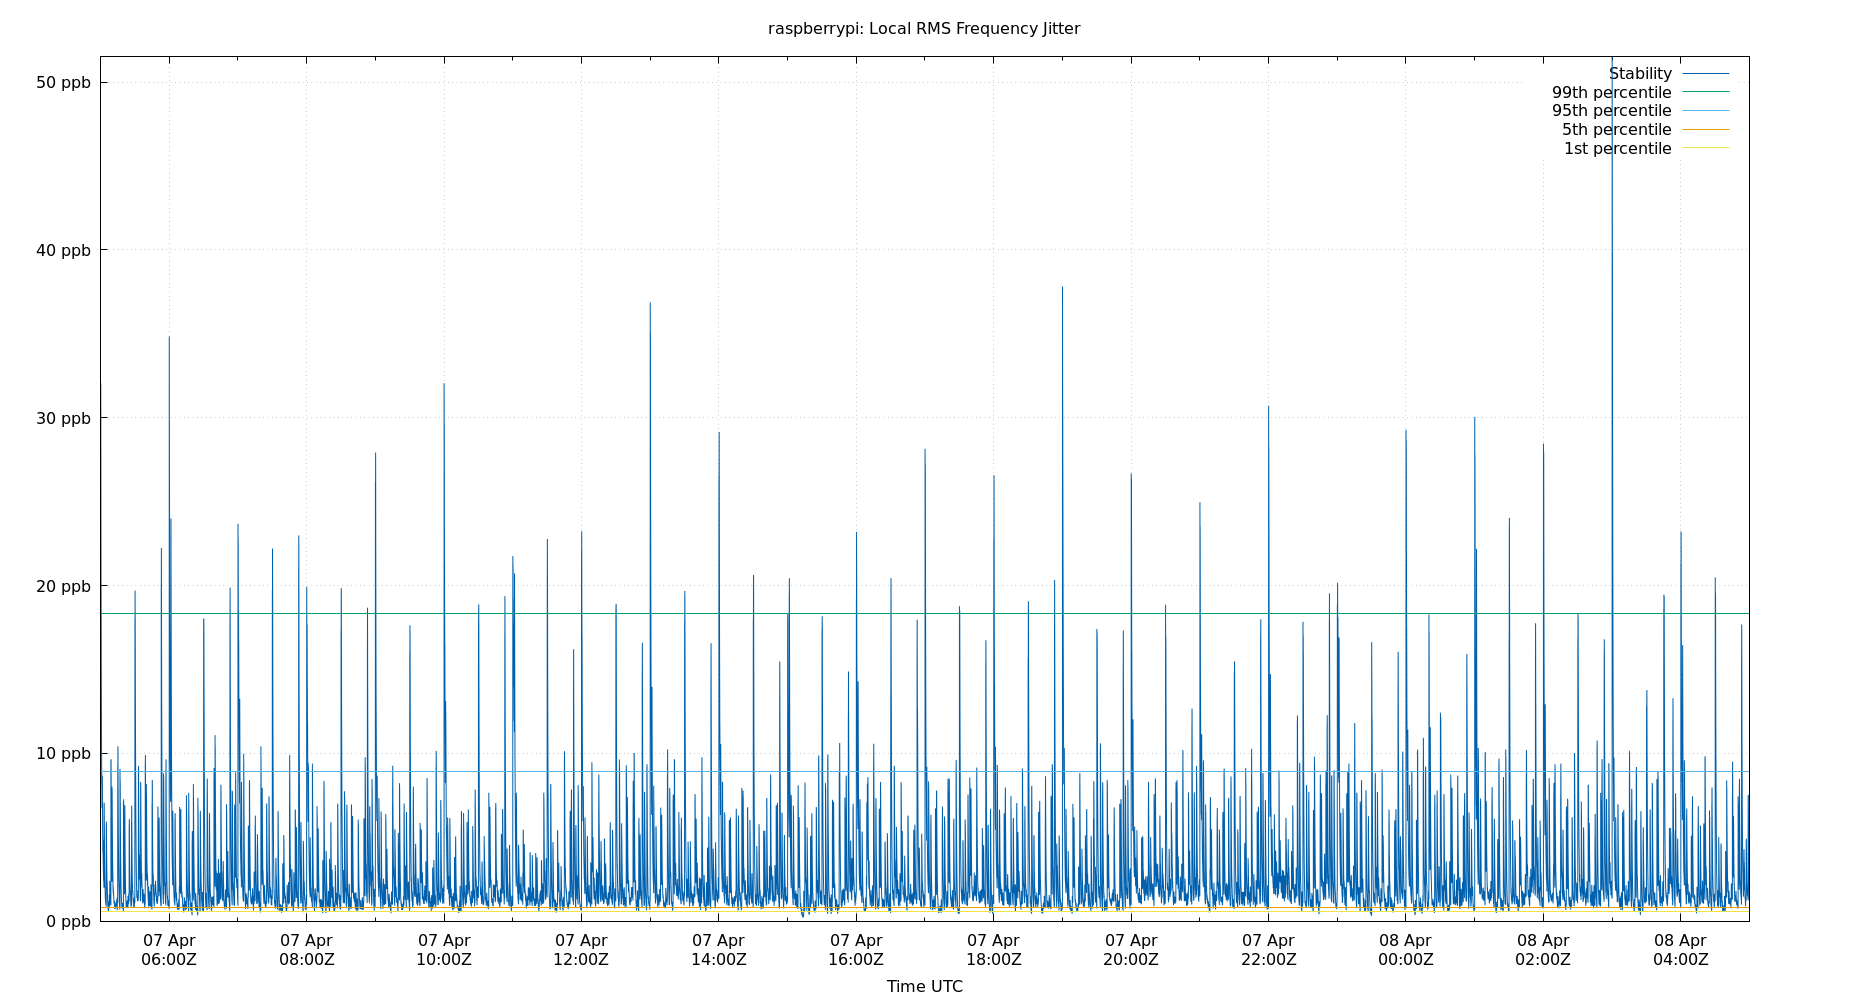 raspberrypi: Local RMS Frequency Jitter
50 ppb
40 ppb
30 ppb
20 ppb
10 ppb
0 ppb
Stability
99th percentile
95th percentile
5th percentile
1st percentile
07 Apr 07 Apr 07 Apr 07 Apr 07 Apr 07 Apr 07 Apr 07 Apr 07 Apr 08 Apr 08 Apr 08 Apr
06:00Z 08:00Z 10:00Z 12:00Z 14:00Z 16:00Z 18:00Z 20:00Z 22:00Z 00:00Z 02:00Z 04:00Z
Time UTC